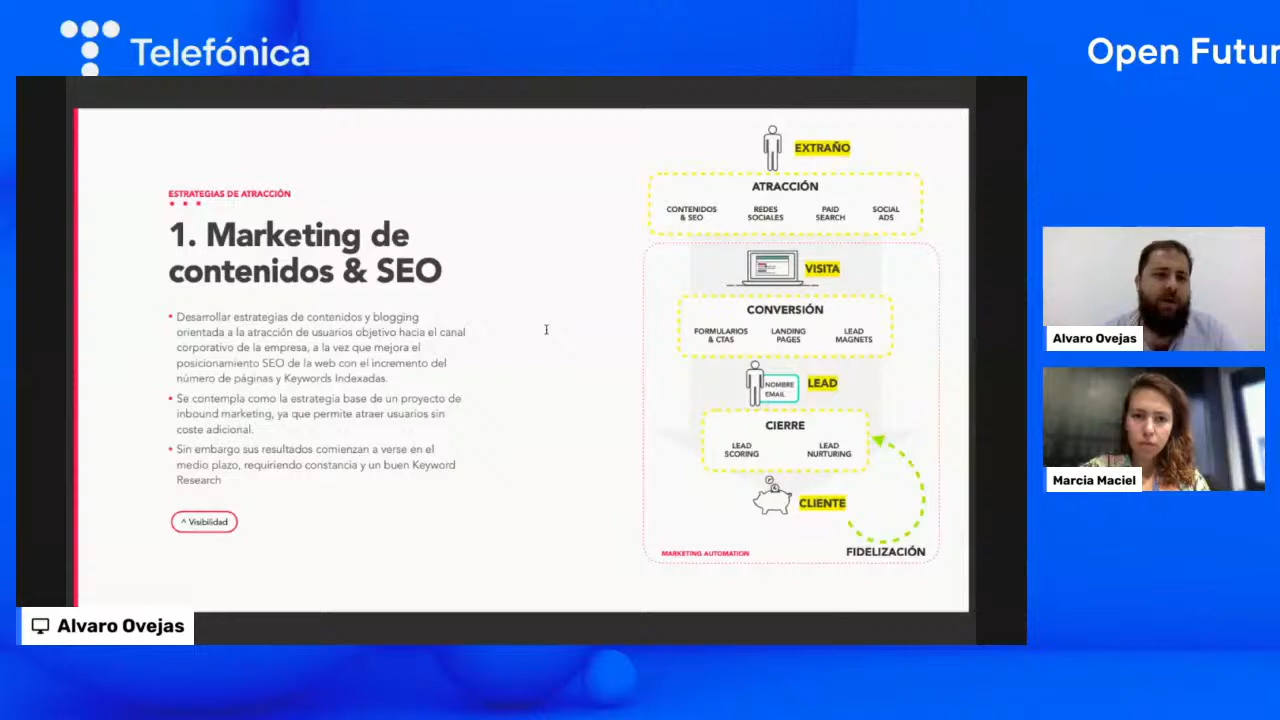 Telefónica
Open Futur
ESTRATEGIAS DE ATRACCIÓN
1. Marketing de
contenidos & SEO
• Desarrollar estrategias de contenidos y blogging
orientada a la atracción de usuarios objetivo hacia el canal
corporativo de la empresa, a la vez que mejora el
posicionamiento SEO de la web con el incremento del
número de páginas y Keywords Indexadas.
• Se contempla como la estrategia base de un proyecto de
inbound marketing, ya que permite atraer usuarios sin
coste adicional.
• Sin embargo sus resultados comienzan a verse en el
medio plazo, requiriendo constancia y un buen Keyword
Research
^ Visibilidad
EXTRAÑO
ATRACCIÓN
CONTENIDOS
& SEO
REDES
SOCIALES
PAID
SEARCH
SOCIAL
ADS
VISITA
CONVERSIÓN
FORMULARIOS
& CTAS
LANDING
PAGES
LEAD
MAGNETS
NOMBRE
EMAIL
LEAD
CIERRE
LEAD
SCORING
LEAD
NURTURING
CLIENTE
MARKETING AUTOMATION
FIDELIZACIÓN
Alvaro Ovejas
Marcia Maciel
Alvaro Ovejas